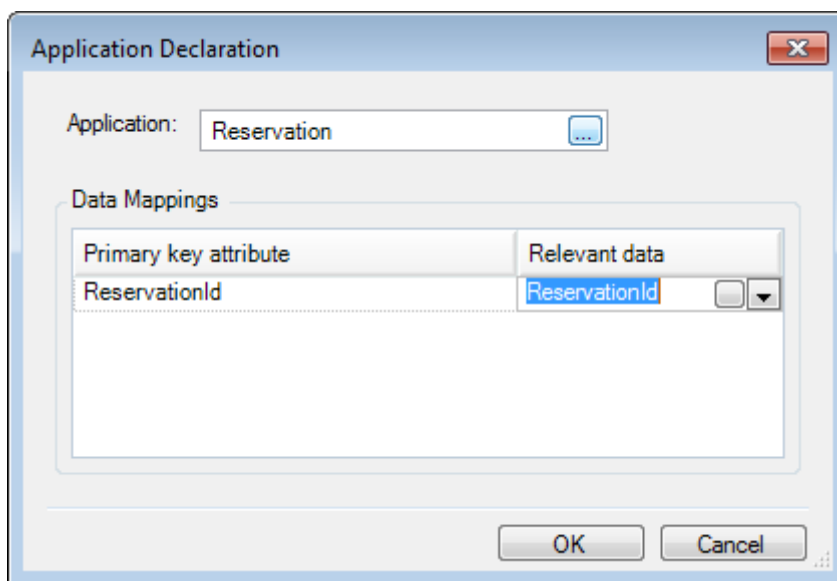 Application Declaration
Application: Reservation ...
Data Mappings
Primary key attribute Relevant data
ReservationId ReservationId
OK Cancel